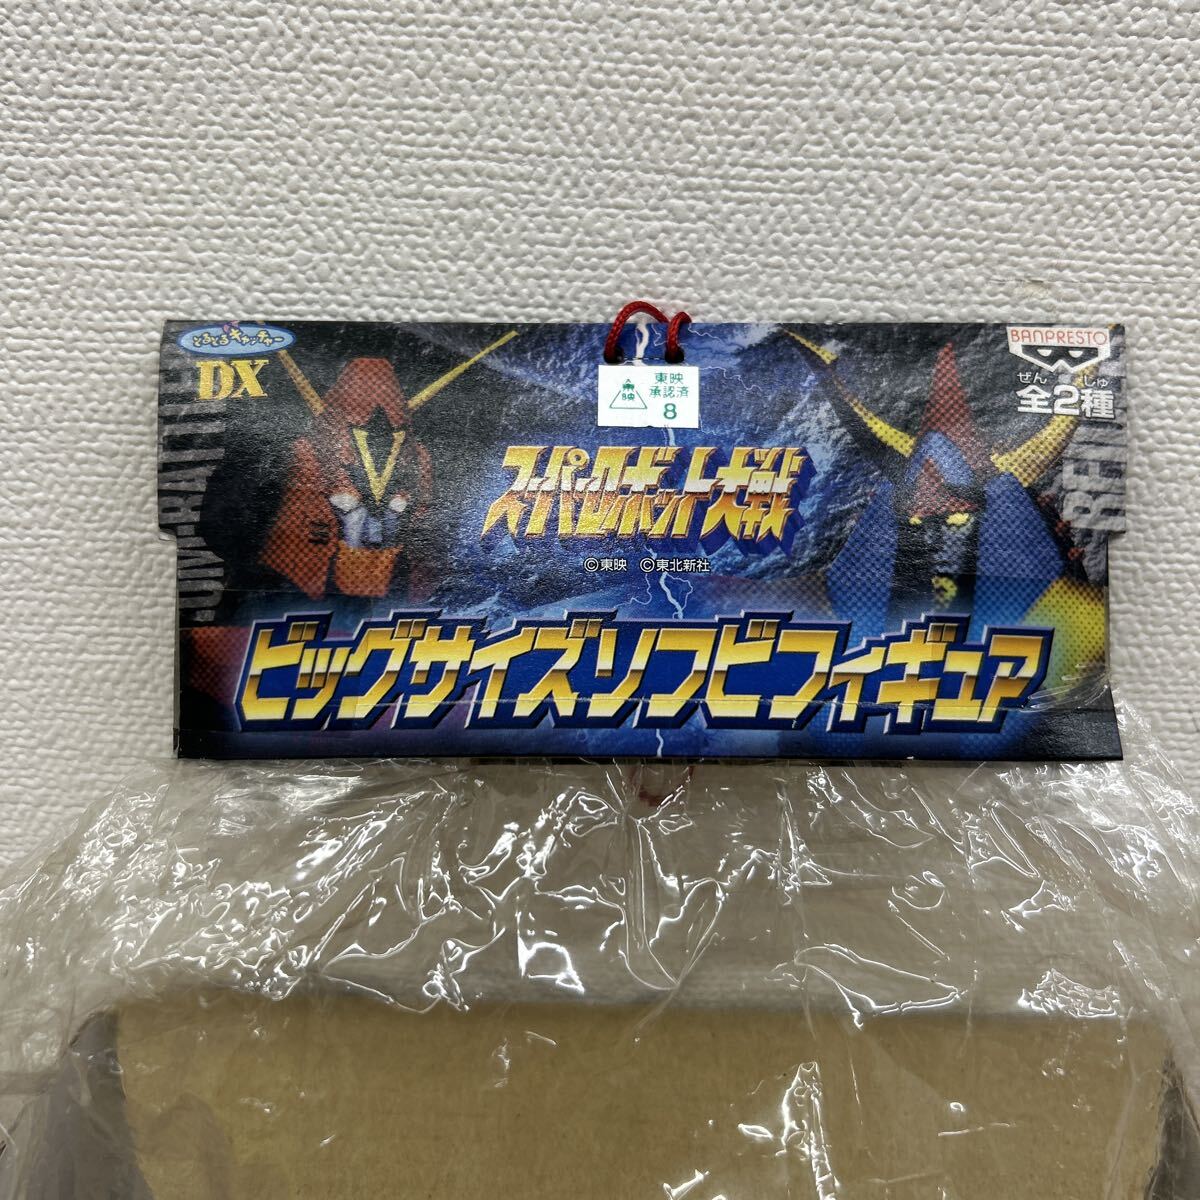 とるとるキャッチャー
DX
東映
承認済
8
東映
BANPRESTO
ぜん しゅ
全2種
スーパーロボット大戦
©東映 ©東北新社
ビッグサイズソフビフィギュア